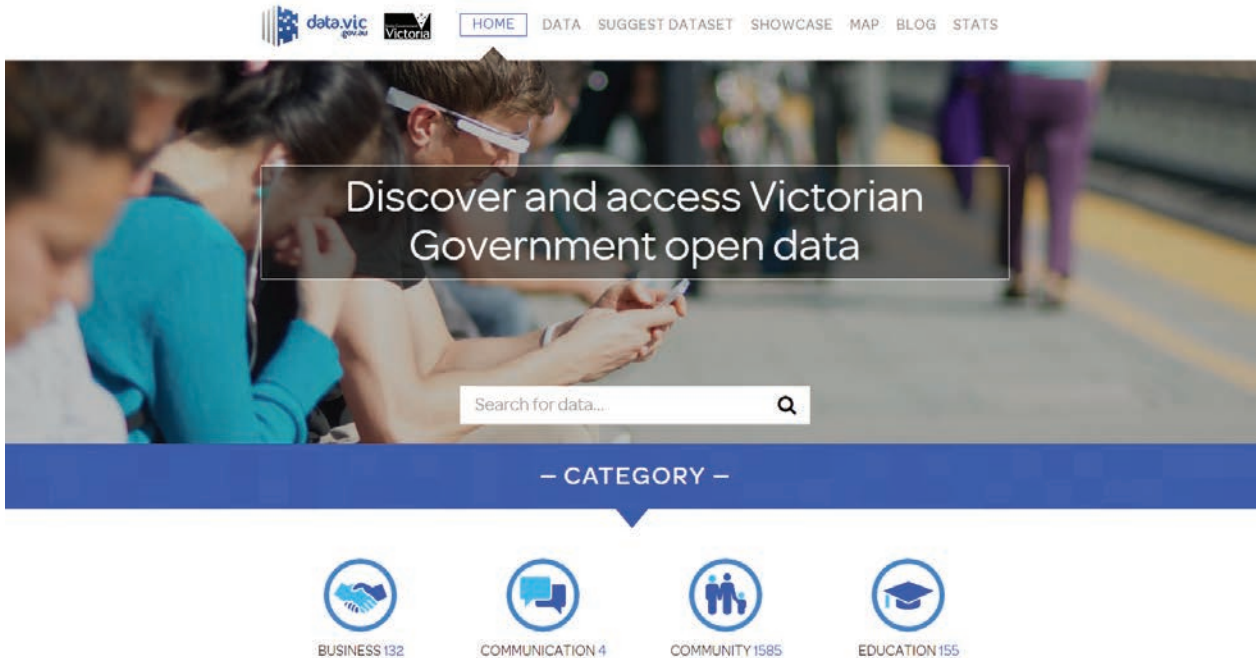 data.vic
.gov.au
Victoria
HOME DATA SUGGEST DATASET SHOWCASE MAP BLOG STATS
Discover and access Victorian
Government open data
Search for data...
– CATEGORY –
BUSINESS 132 COMMUNICATION 4 COMMUNITY 1585 EDUCATION 155